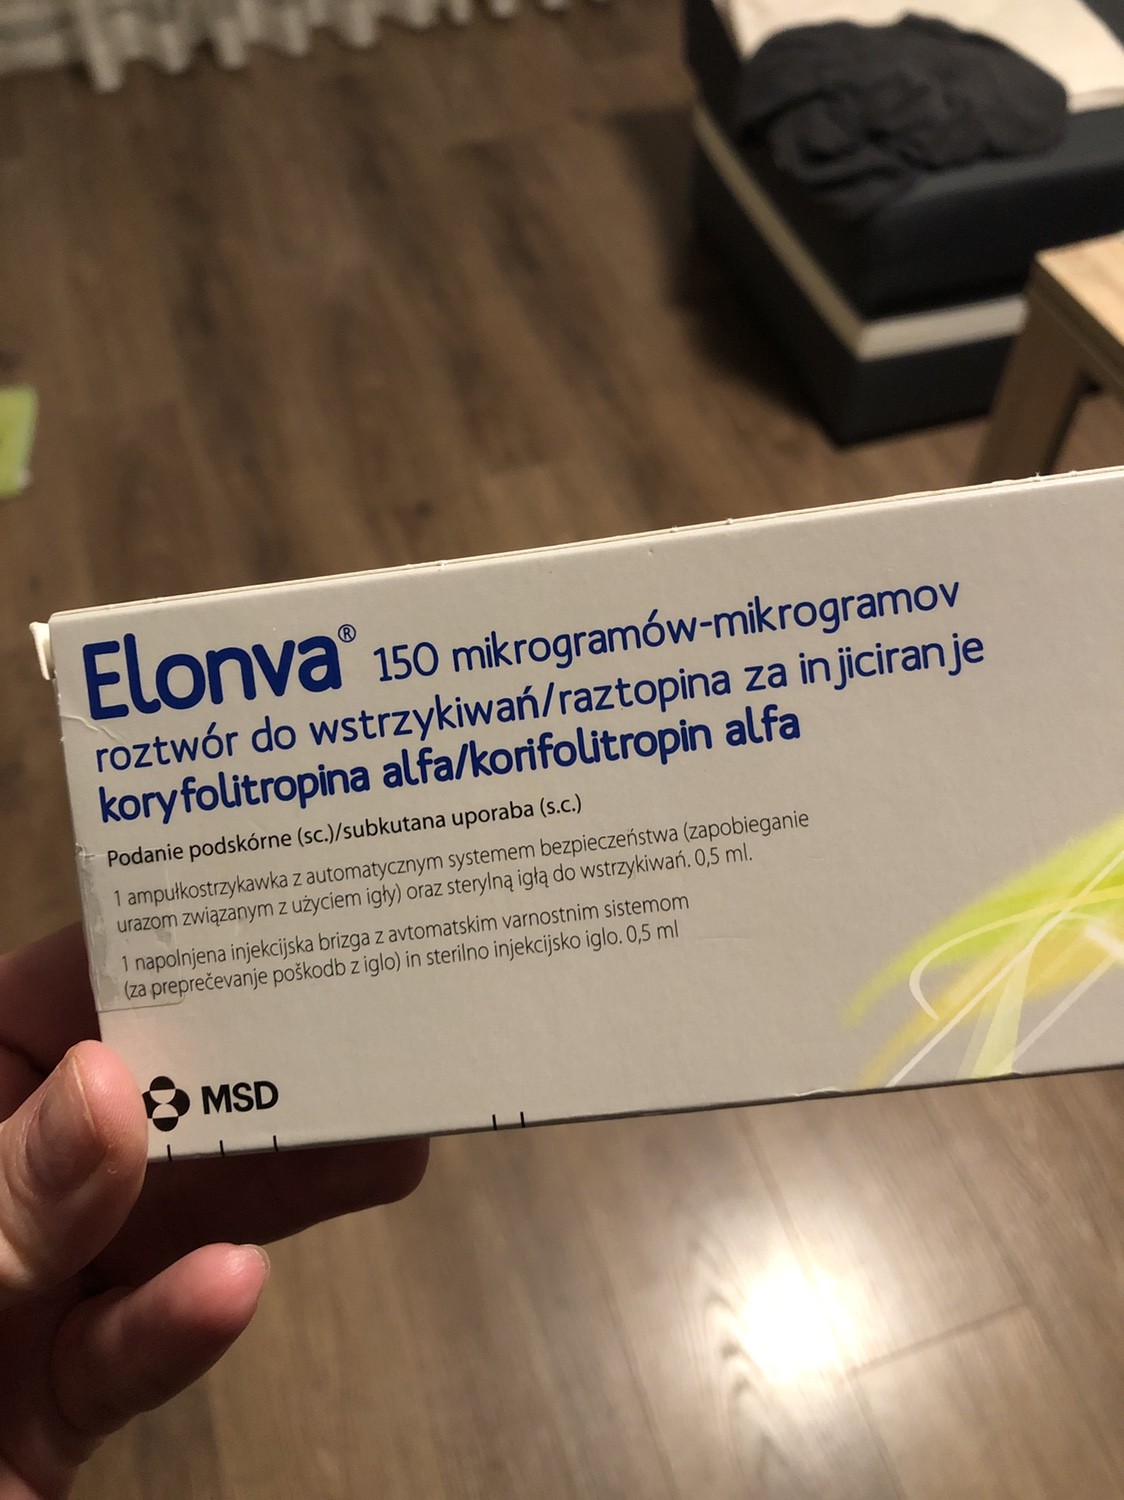 Elonva® 150 mikrogramów-mikrogramov
roztwór do wstrzykiwań/raztopina za injiciranje
koryfolitropina alfa/korifolitropin alfa
Podanie podskórne (sc.)/subkutana uporaba (s.c.)
1 ampułkostrzykawka z automatycznym systemem bezpieczeństwa (zapobieganie
urazom związanym z użyciem igły) oraz sterylną igłą do wstrzykiwań. 0,5 ml.
1 napolnjena injekcijska brizga z avtomatskim varnostnim sistemom
(za preprečevanje poškodb z iglo) in sterilno injekcijsko iglo. 0,5 ml
MSD